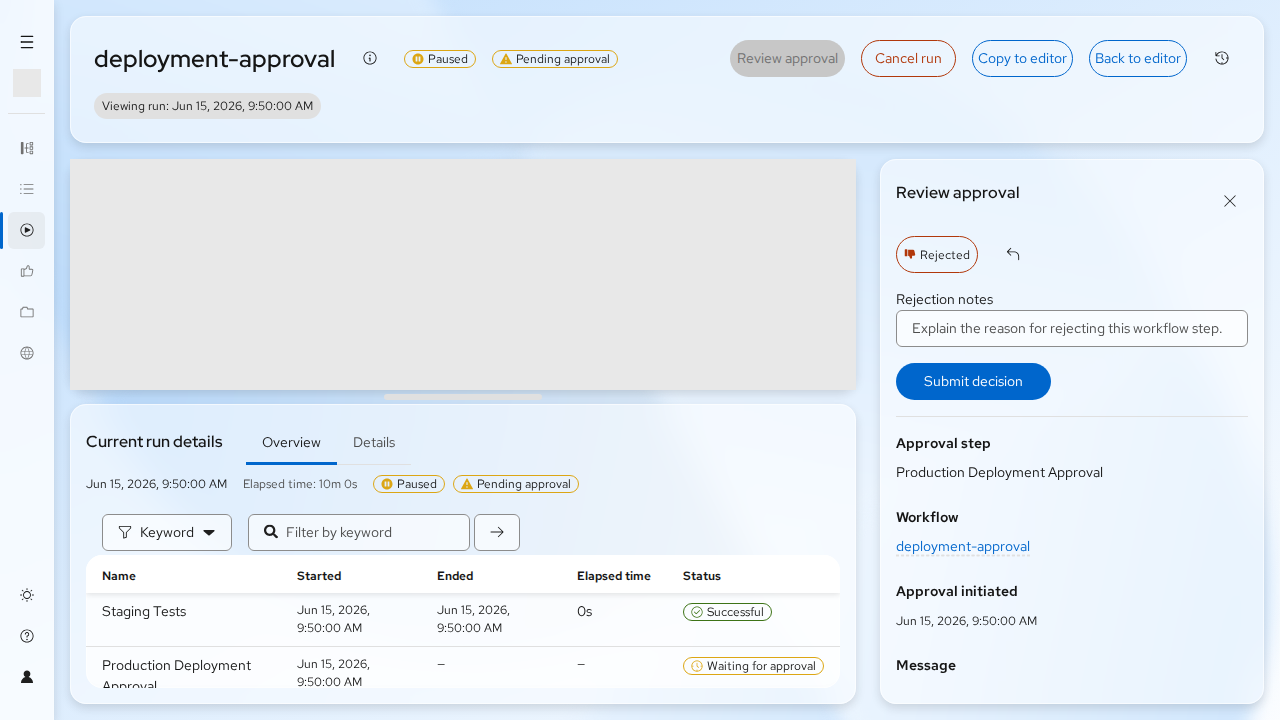 deployment-approval
Paused
Pending approval
Review approval
Cancel run
Copy to editor
Back to editor
Viewing run: Jun 15, 2026, 9:50:00 AM
Current run details
Overview
Details
Jun 15, 2026, 9:50:00 AM
Elapsed time: 10m 0s
Paused
Pending approval
Keyword
Filter by keyword
Name
Started
Ended
Elapsed time
Status
Staging Tests
Jun 15, 2026,
9:50:00 AM
Jun 15, 2026,
9:50:00 AM
0s
Successful
Production Deployment
Approval
Jun 15, 2026,
9:50:00 AM
—
—
Waiting for approval
Review approval
Rejected
Rejection notes
Explain the reason for rejecting this workflow step.
Submit decision
Approval step
Production Deployment Approval
Workflow
deployment-approval
Approval initiated
Jun 15, 2026, 9:50:00 AM
Message